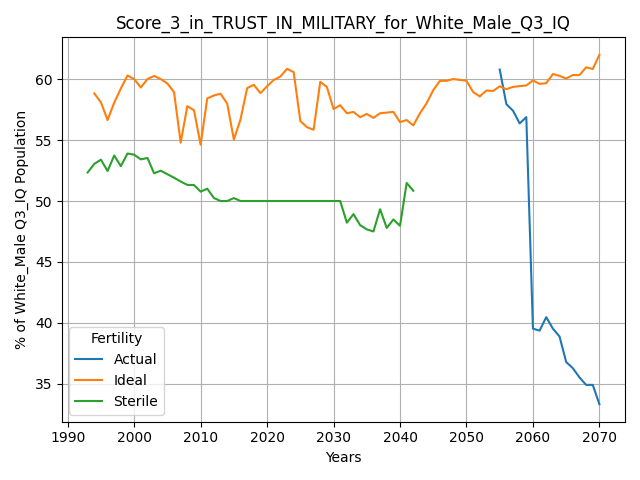 Score_3_in_TRUST_IN_MILITARY_for_White_Male_Q3_IQ
% of White_Male Q3_IQ Population
60
55
50
45
40
35
Fertility
Actual
Ideal
Sterile
1990 2000 2010 2020 2030 2040 2050 2060 2070
Years